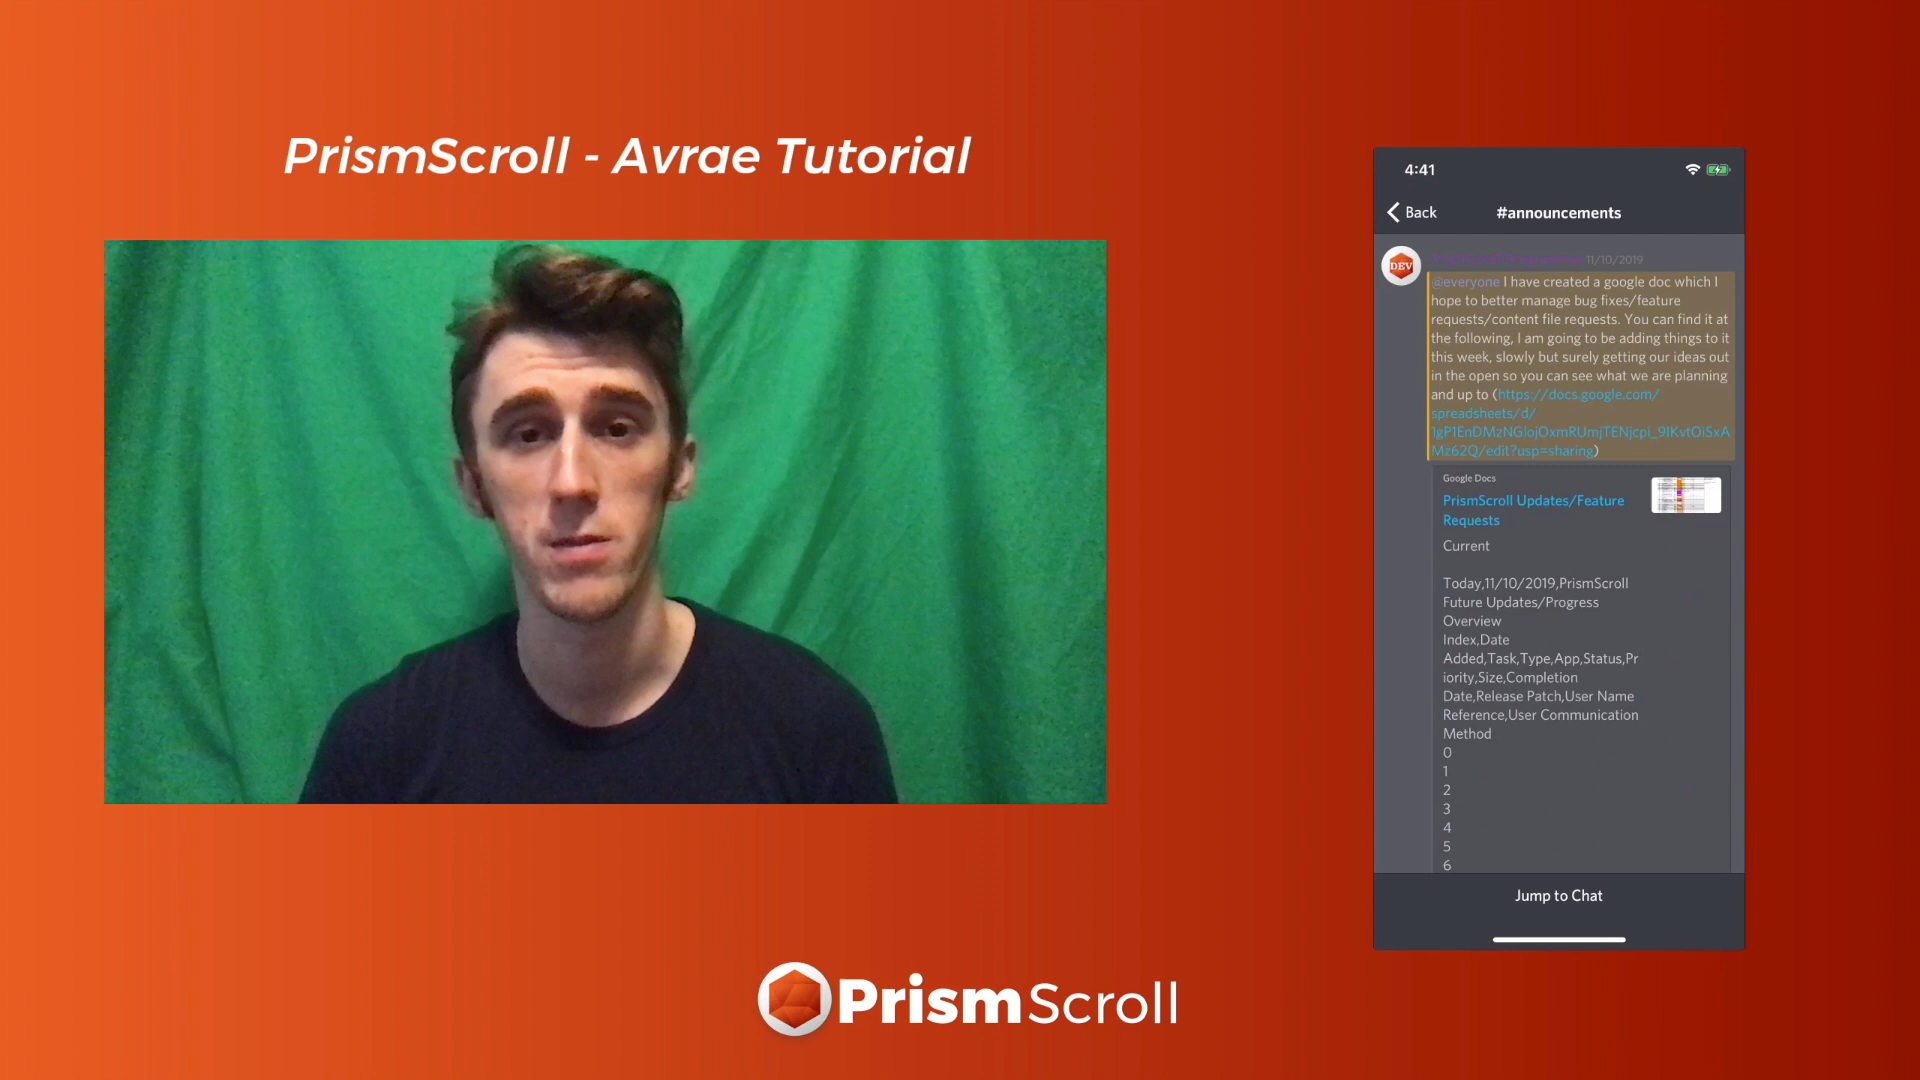 PrismScroll - Avrae Tutorial
4:41
Back
#announcements
DEV
11/10/2019
@everyone I have created a google doc which I
hope to better manage bug fixes/feature
requests/content file requests. You can find it at
the following, I am going to be adding things to it
this week, slowly but surely getting our ideas out
in the open so you can see what we are planning
and up to (https://docs.google.com/
spreadsheets/d/
Mz62Q/edit?usp=sharing)
Google Docs
PrismScroll Updates/Feature
Requests
Current
Today,11/10/2019,PrismScroll
Future Updates/Progress
Overview
Index,Date
Added,Task,Type,App,Status,Pr
iority,Size,Completion
Date,Release Patch,User Name
Reference,User Communication
Method
0
1
2
3
4
5
6
Jump to Chat
PrismScroll